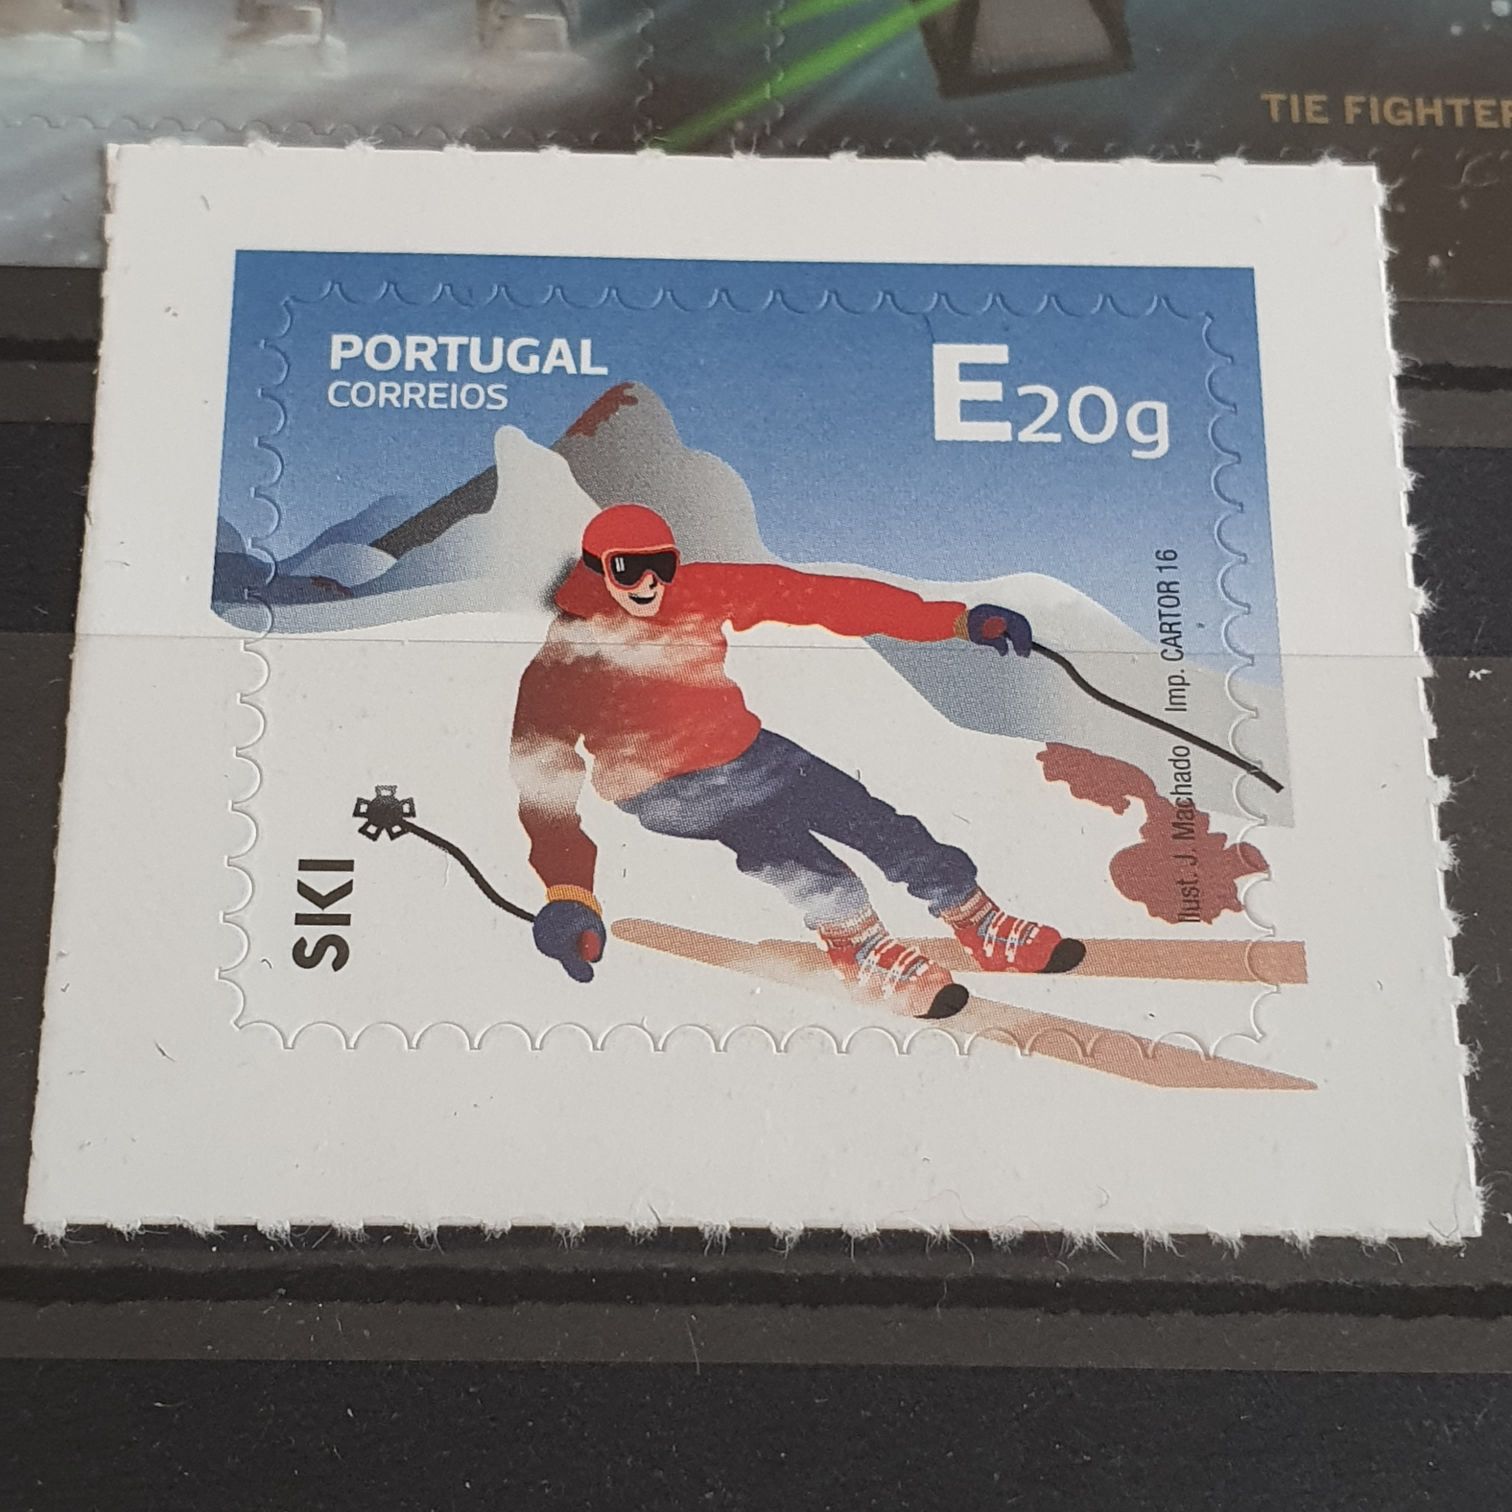 TIE FIGHTER
PORTUGAL
CORREIOS
E20g
SKI
Ilust. J. Machado Imp. CARTOR 16